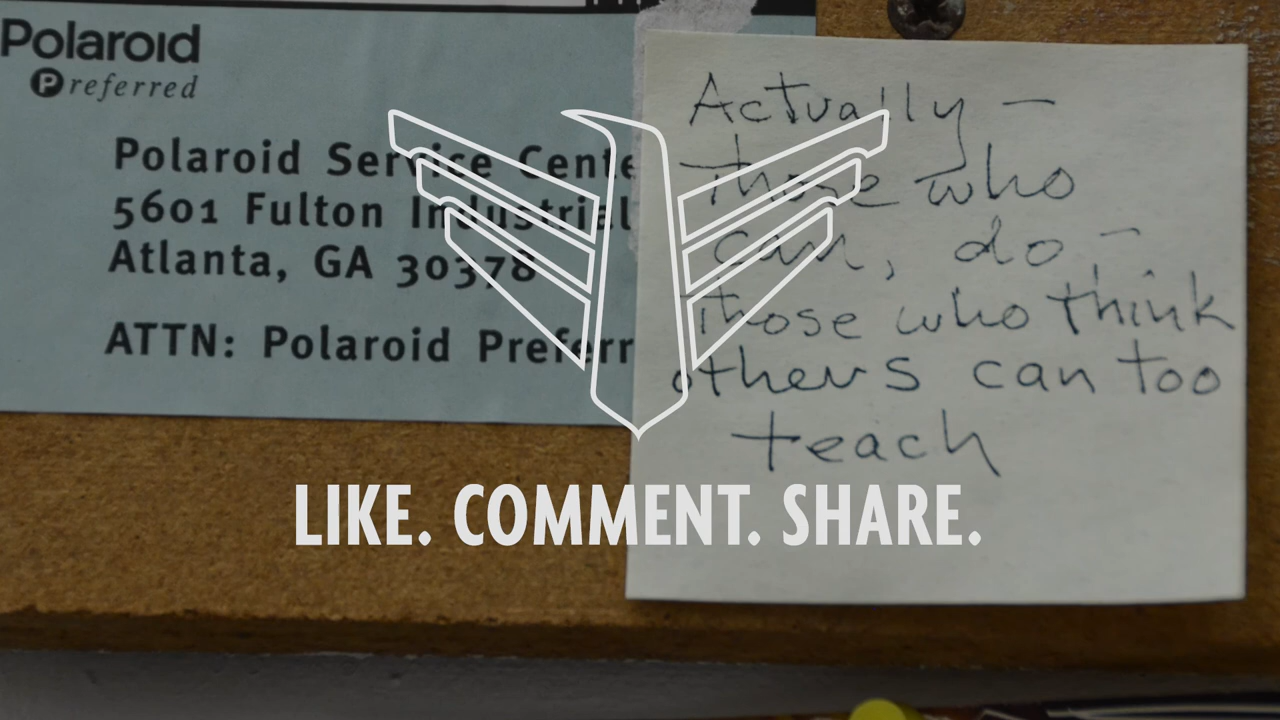 Polaroid
Preferred
Polaroid Service Cente
5601 Fulton Industrial
Atlanta, GA 30378
ATTN: Polaroid Preferr
Actually —
those who
can, do —
those who think
others can too
teach
LIKE. COMMENT. SHARE.